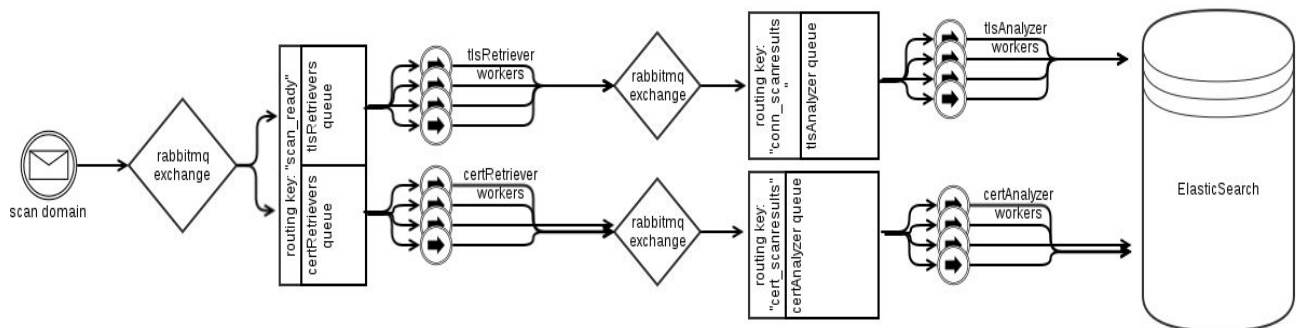 scan domain
rabbitmq
exchange
routing key: "scan_ready"
tlsRetrievers
queue
certRetrievers
queue
tlsRetriever
workers
certRetriever
workers
rabbitmq
exchange
rabbitmq
exchange
routing key:
"conn_scanresults
"
tlsAnalyzer queue
routing key:
"cert_scanresults"
certAnalyzer queue
tlsAnalyzer
workers
certAnalyzer
workers
ElasticSearch